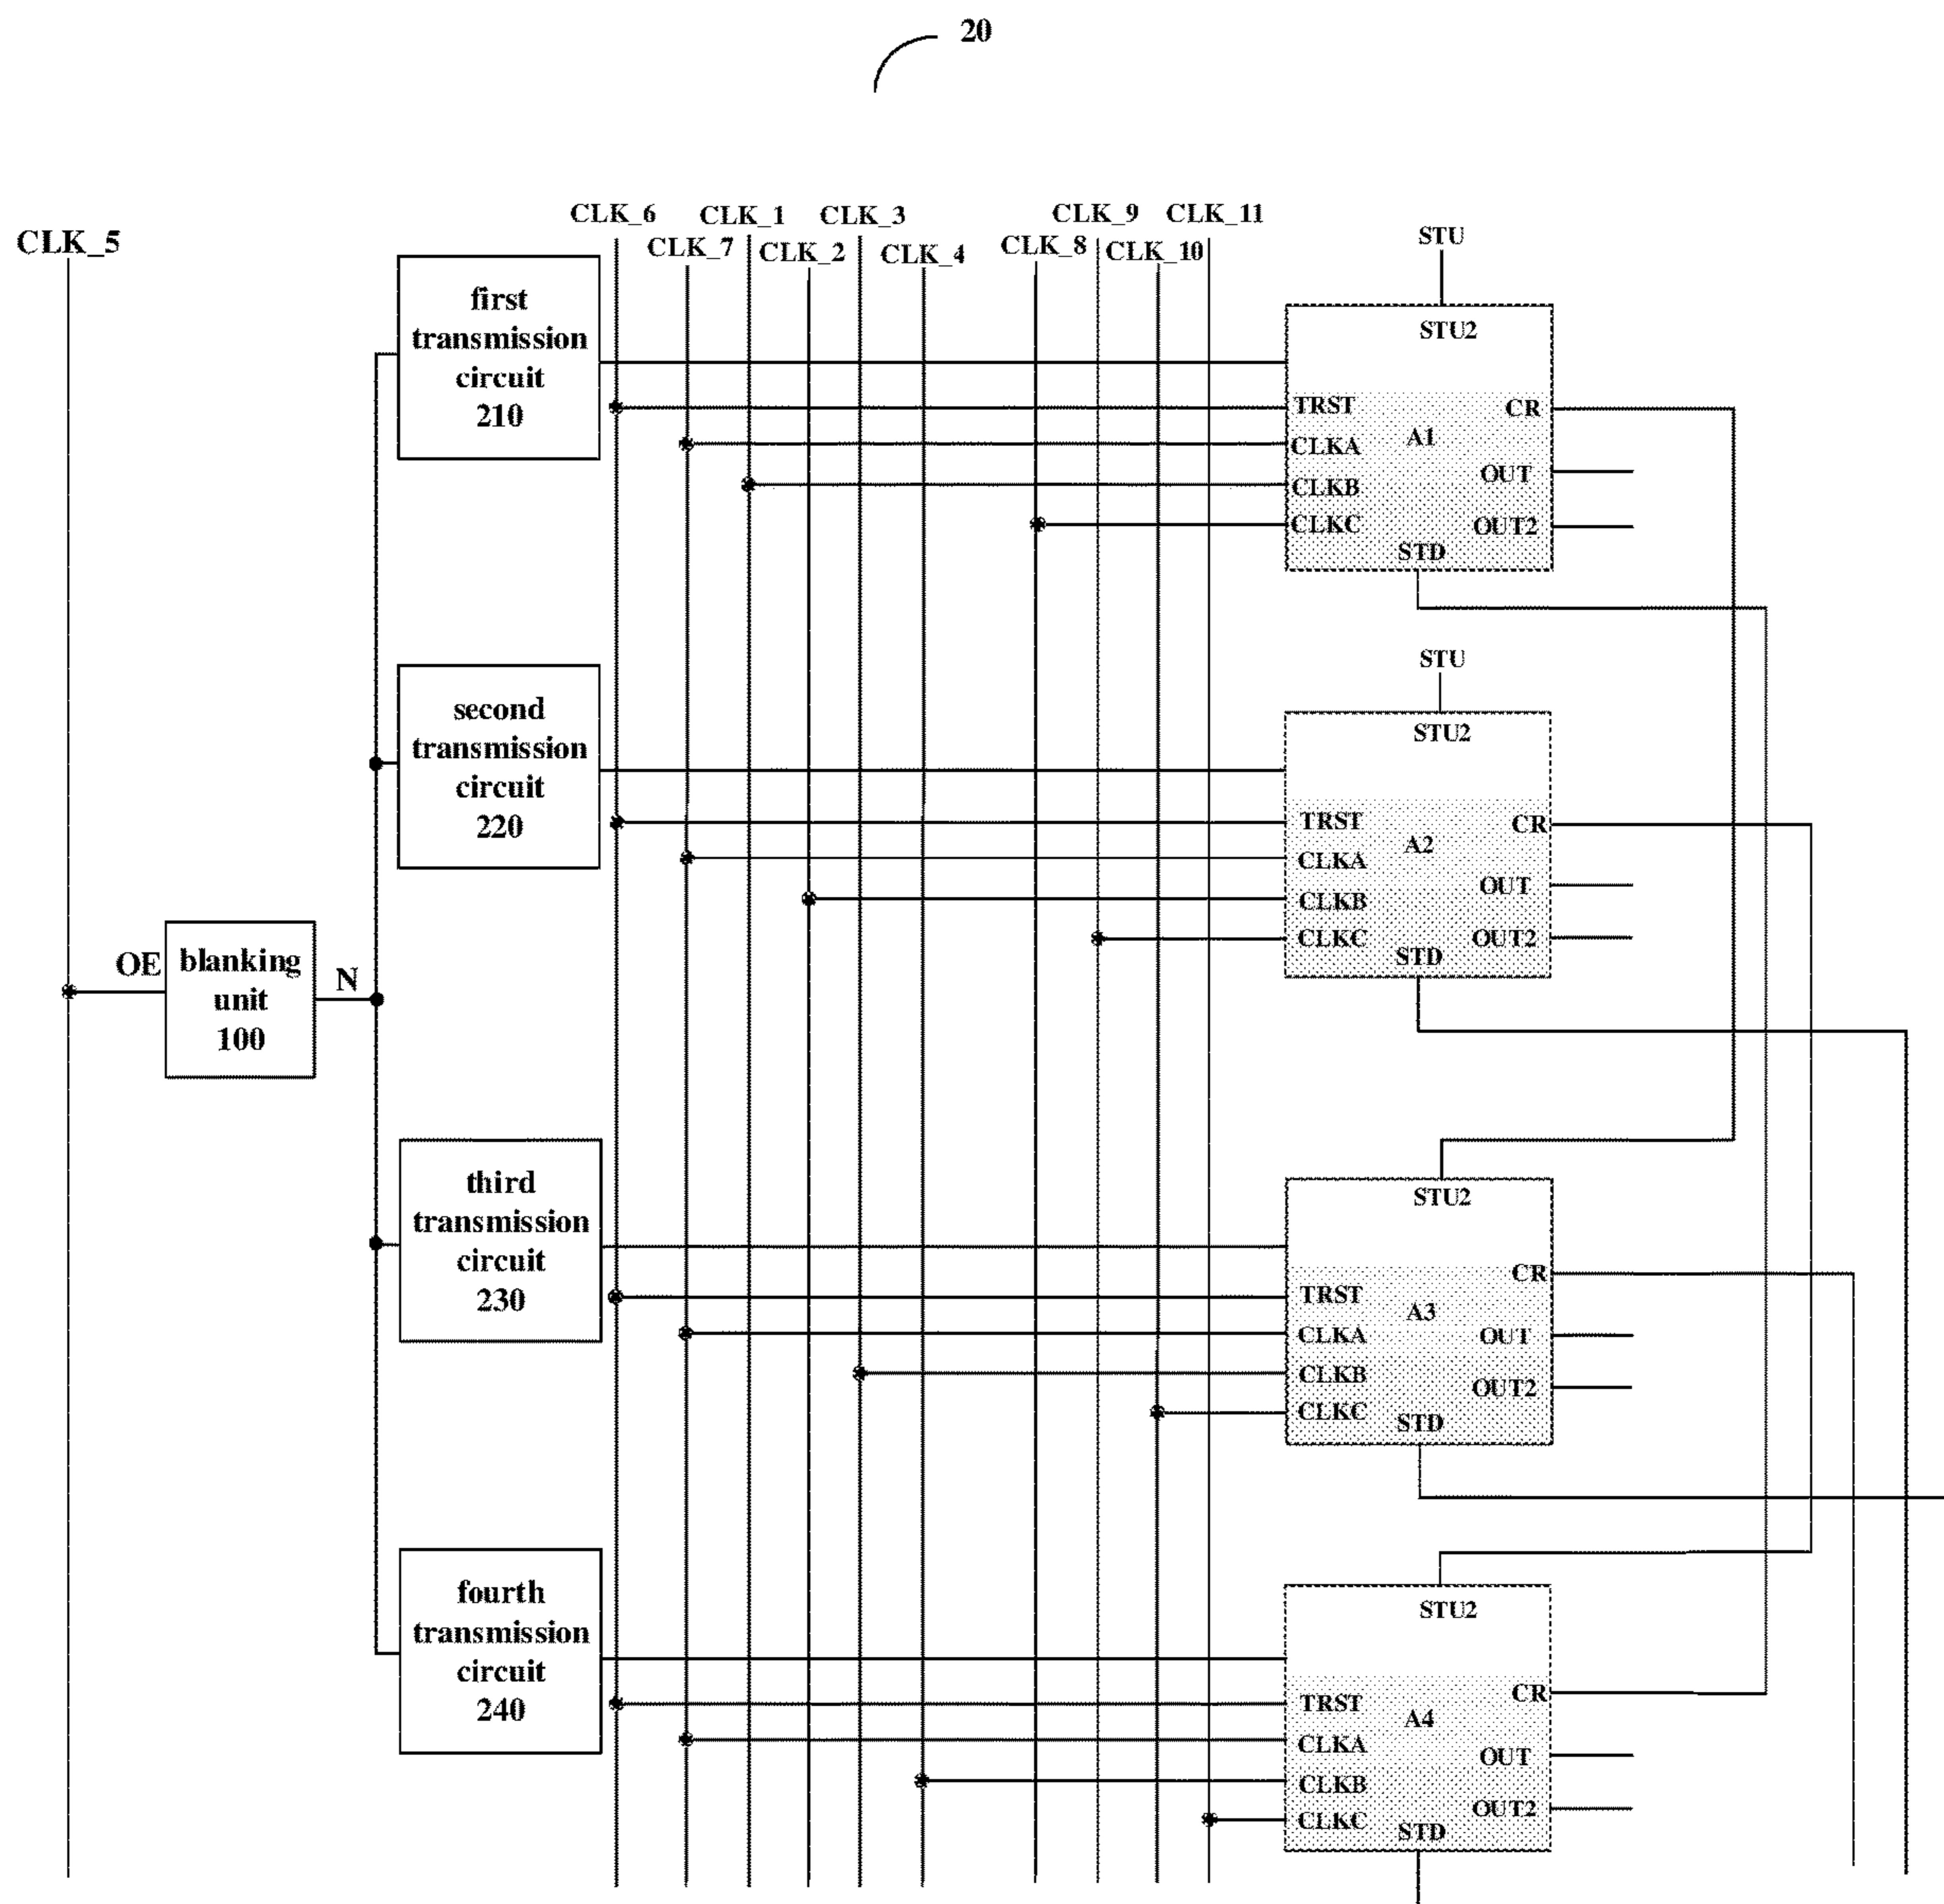 20
CLK_5
CLK_6
CLK_1
CLK_3
CLK_9
CLK_11
CLK_7
CLK_2
CLK_4
CLK_8
CLK_10
STU
first
transmission
circuit
210
STU2
TRST
CR
CLKA
A1
CLKB
OUT
CLKC
OUT2
STD
second
transmission
circuit
220
STU
STU2
TRST
CR
CLKA
A2
CLKB
OUT
CLKC
OUT2
STD
OE
blanking
unit
100
N
third
transmission
circuit
230
STU2
CR
TRST
A3
CLKA
OUT
CLKB
OUT2
CLKC
STD
fourth
transmission
circuit
240
STU2
CR
TRST
A4
CLKA
OUT
CLKB
OUT2
CLKC
STD